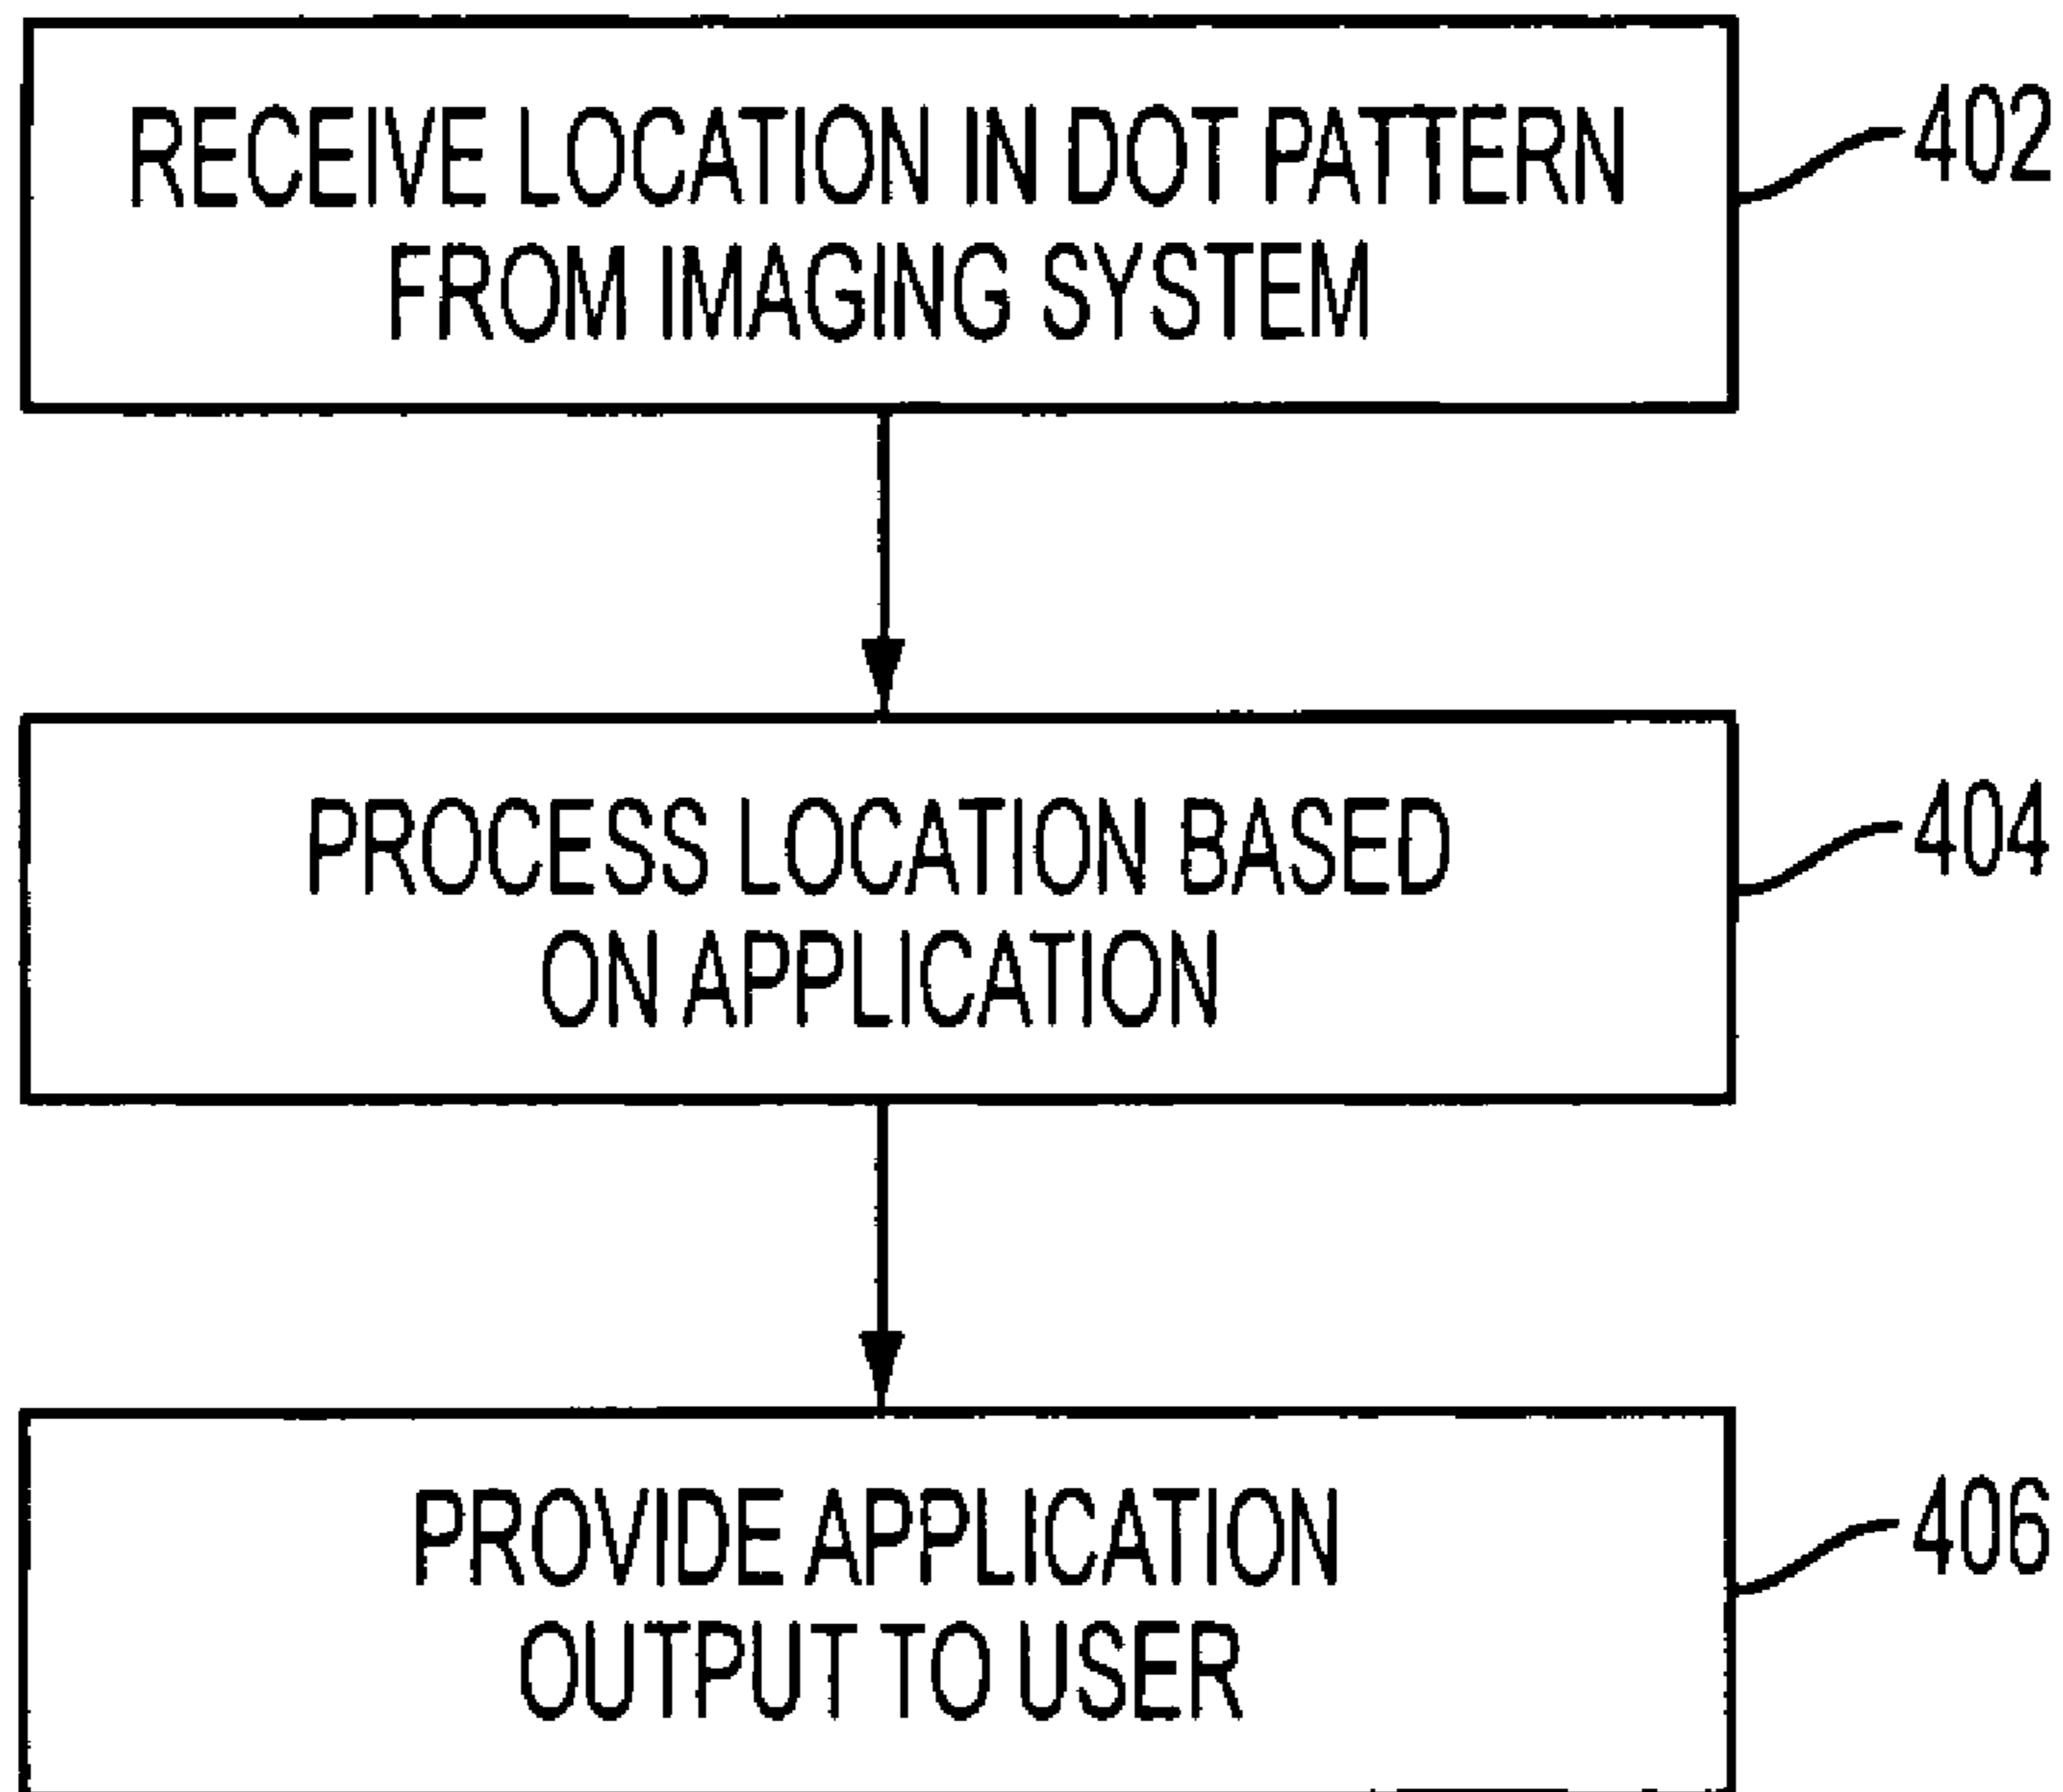 RECEIVE LOCATION IN DOT PATTERN
FROM IMAGING SYSTEM
402
PROCESS LOCATION BASED
ON APPLICATION
404
PROVIDE APPLICATION
OUTPUT TO USER
406